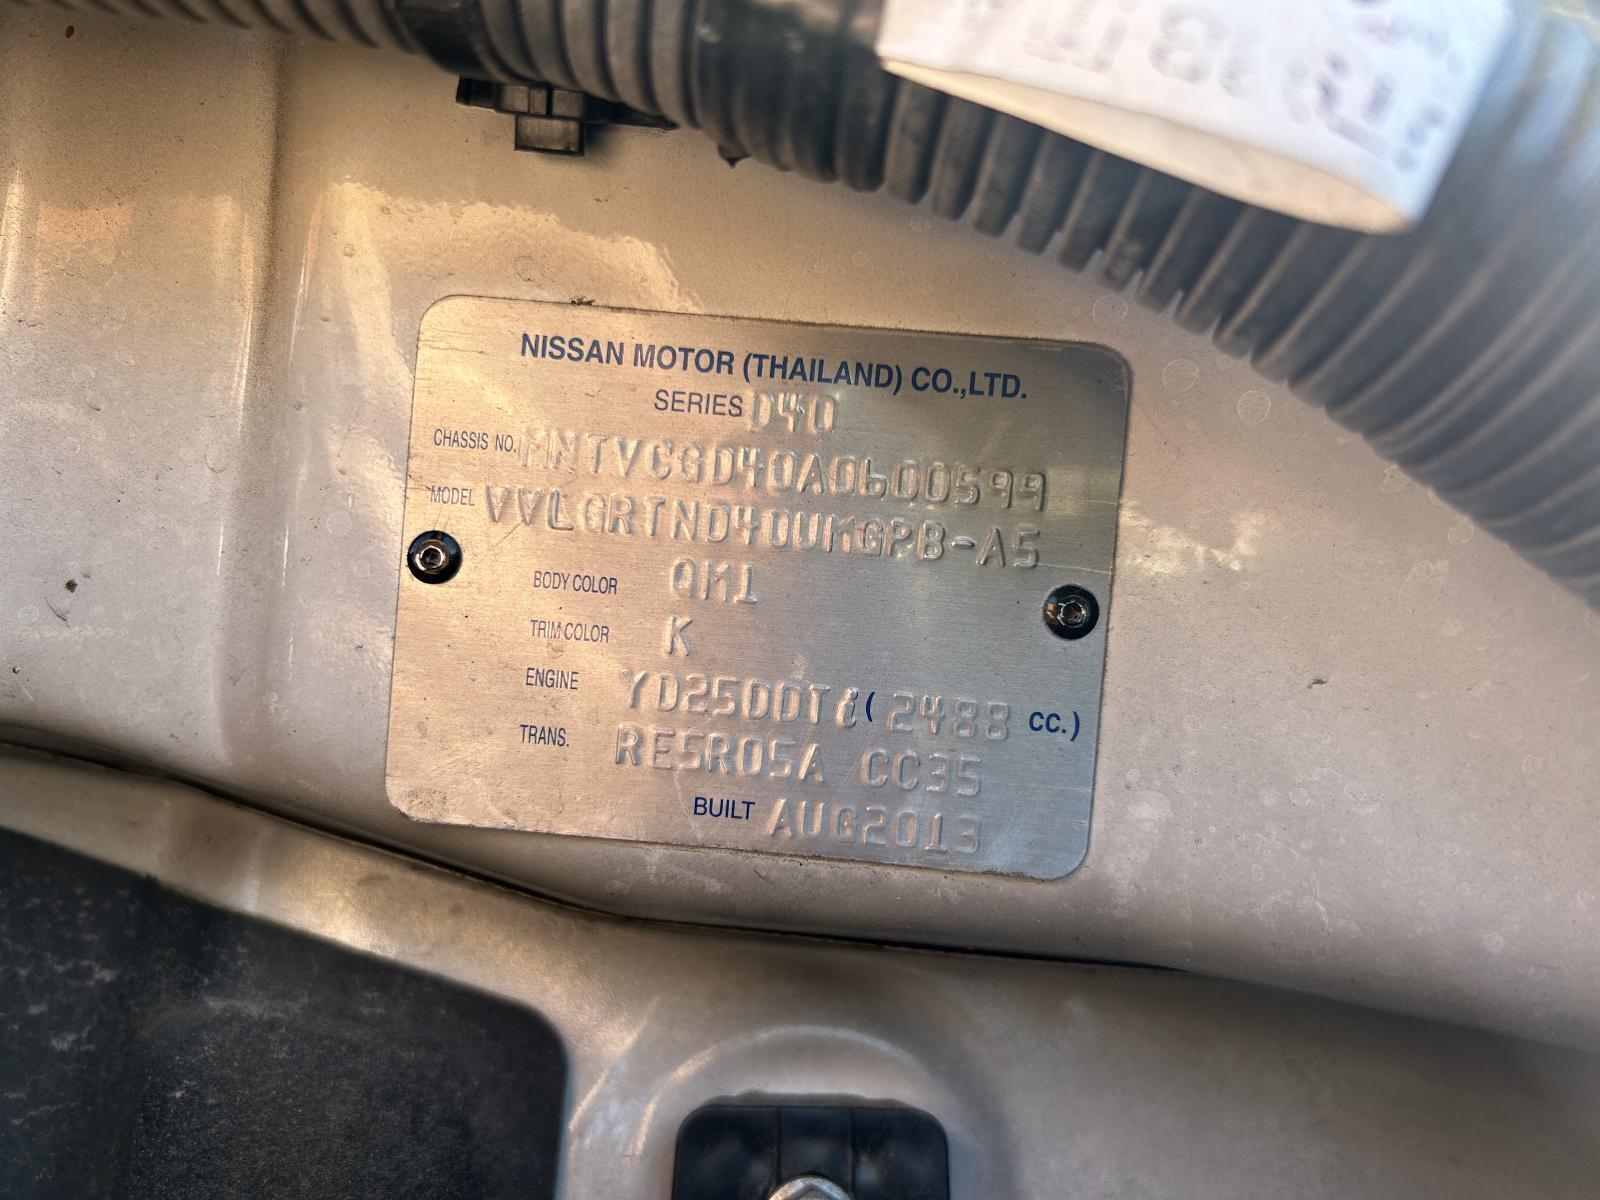 NISSAN MOTOR (THAILAND) CO.,LTD.
SERIES D40
CHASSIS NO. MNTVCGD40A0600599
MODEL VVLGRTND40UMGPB-A5
BODY COLOR QM1
TRIM COLOR K
ENGINE YD25DDTi (2488 CC.)
TRANS. RE5R05A CC35
BUILT AUG2013